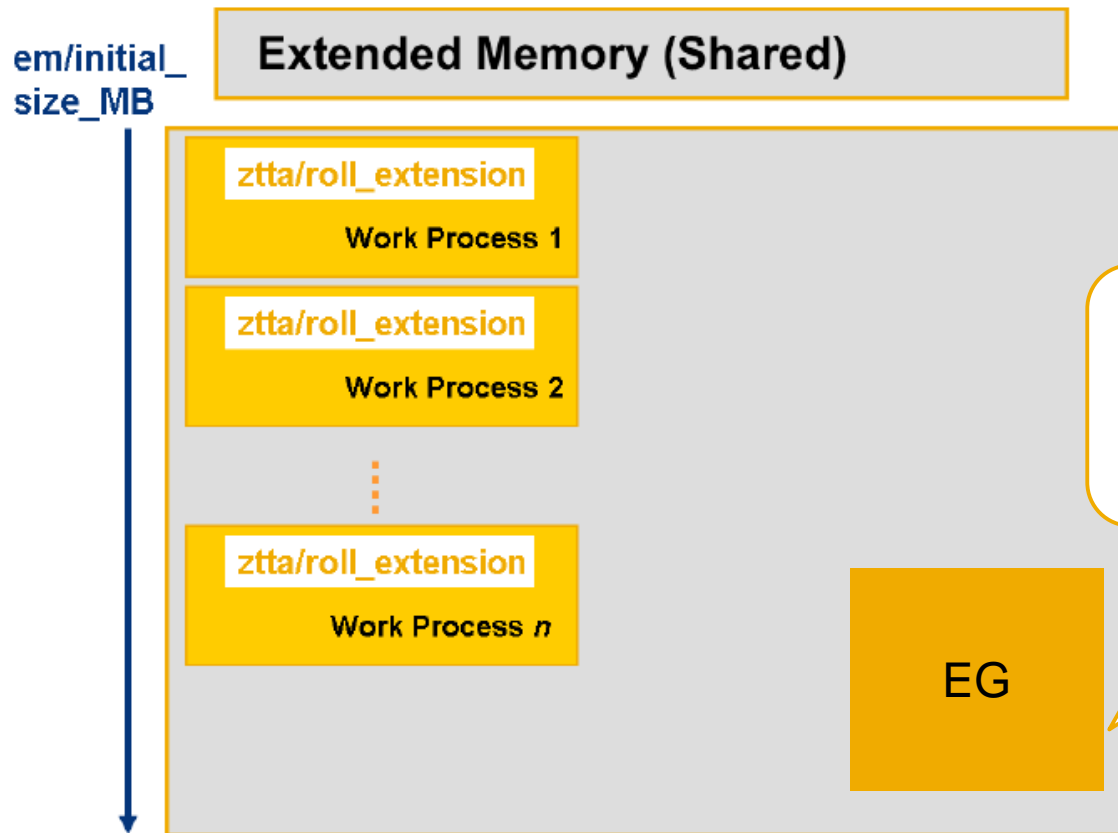 em/initial_
size_MB
Extended Memory (Shared)
ztta/roll_extension
Work Process 1
ztta/roll_extension
Work Process 2
ztta/roll_extension
Work Process n
EG